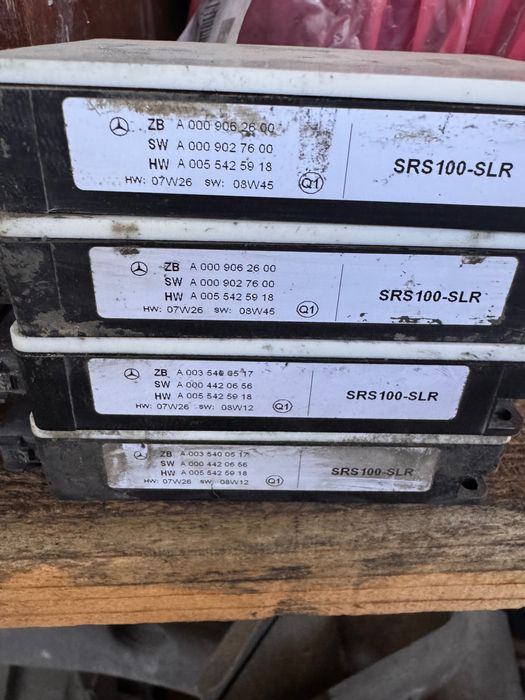 ZB A 000 906 26 00
SW A 000 902 76 00
HW A 005 542 59 18
HW: 07W26 SW: 08W45 Q1
SRS100-SLR
ZB A 000 906 26 00
SW A 000 902 76 00
HW A 005 542 59 18
HW: 07W26 SW: 08W45 Q1
SRS100-SLR
ZB A 003 540 05 17
SW A 000 442 06 56
HW A 005 542 59 18
HW: 07W26 SW: 08W12 Q1
SRS100-SLR
ZB A 003 540 05 17
SW A 000 442 06 56
HW A 005 542 59 18
HW: 07W26 SW: 08W12 Q1
SRS100-SLR